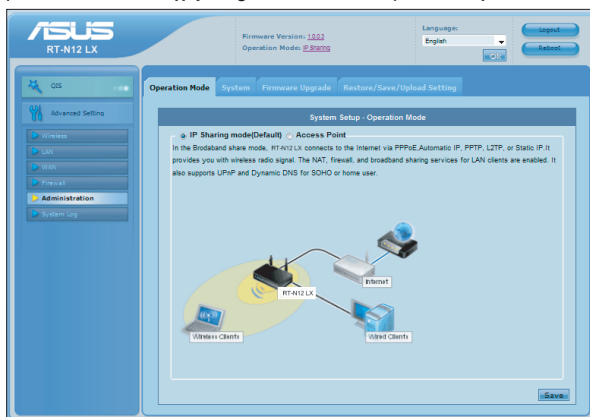 ASUS
RT-N12 LX
Firmware Version: 1.0.0.3
Operation Mode: IP Sharing
Language:
English
Logout
Reboot
QIS
Advanced Setting
Wireless
LAN
WAN
Firewall
Administration
System Log
Operation Mode System Firmware Upgrade Restore/Save/Upload Setting
System Setup - Operation Mode
IP Sharing mode(Default) Access Point
In the Brodaband share mode, RT-N12 LX connects to the Internet via PPPoE,Automatic IP, PPTP, L2TP, or Static IP.It
provides you with wireless radio signal. The NAT, firewall, and broadband sharing services for LAN clients are enabled. It
also supports UPnP and Dynamic DNS for SOHO or home user.
Internet
RT-N12 LX
Wireless Clients
Wired Clients
Save